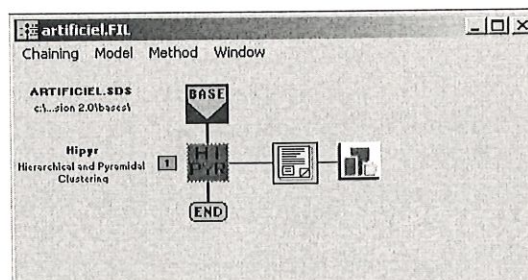 artificiel.FIL
Chaining Model Method Window
ARTIFICIEL.SDS
c:\...sion 2.0\bases\
BASE
Hipyr
Hierarchical and Pyramidal
Clustering
1
HI
PYR
END